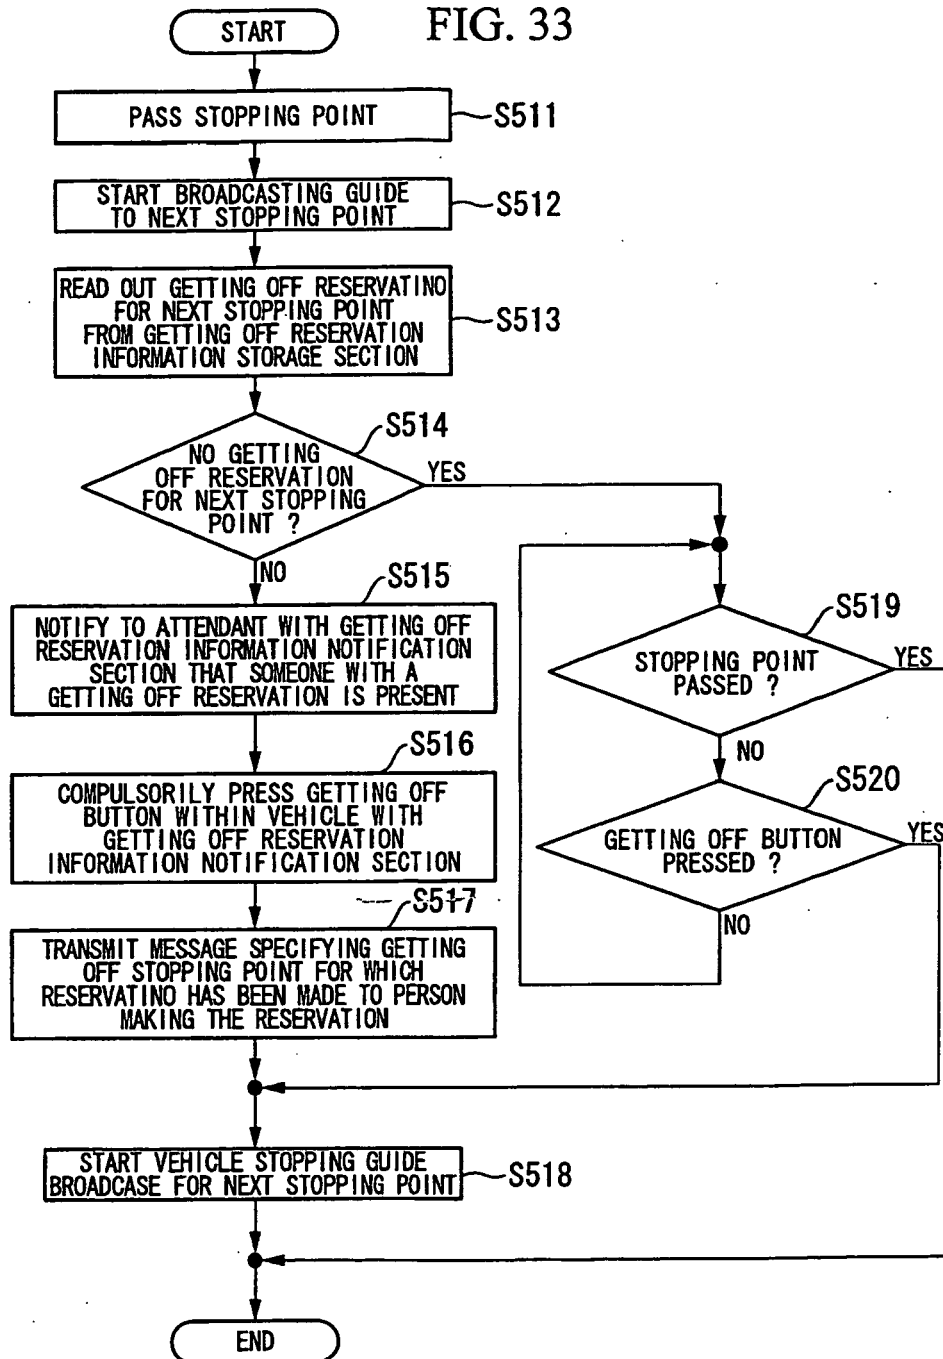 FIG. 33
START
PASS STOPPING POINT
S511
START BROADCASTING GUIDE
TO NEXT STOPPING POINT
S512
READ OUT GETTING OFF RESERVATINO
FOR NEXT STOPPING POINT
FROM GETTING OFF RESERVATION
INFORMATION STORAGE SECTION
S513
S514
NO GETTING
OFF RESERVATION
FOR NEXT STOPPING
POINT ?
YES
NO
S515
NOTIFY TO ATTENDANT WITH GETTING OFF
RESERVATION INFORMATION NOTIFICATION
SECTION THAT SOMEONE WITH A
GETTING OFF RESERVATION IS PRESENT
S516
COMPULSORILY PRESS GETTING OFF
BUTTON WITHIN VEHICLE WITH
GETTING OFF RESERVATION
INFORMATION NOTIFICATION SECTION
S517
TRANSMIT MESSAGE SPECIFYING GETTING
OFF STOPPING POINT FOR WHICH
RESERVATINO HAS BEEN MADE TO PERSON
MAKING THE RESERVATION
S519
STOPPING POINT
PASSED ?
YES
NO
S520
GETTING OFF BUTTON
PRESSED ?
YES
NO
START VEHICLE STOPPING GUIDE
BROADCASE FOR NEXT STOPPING POINT
S518
END